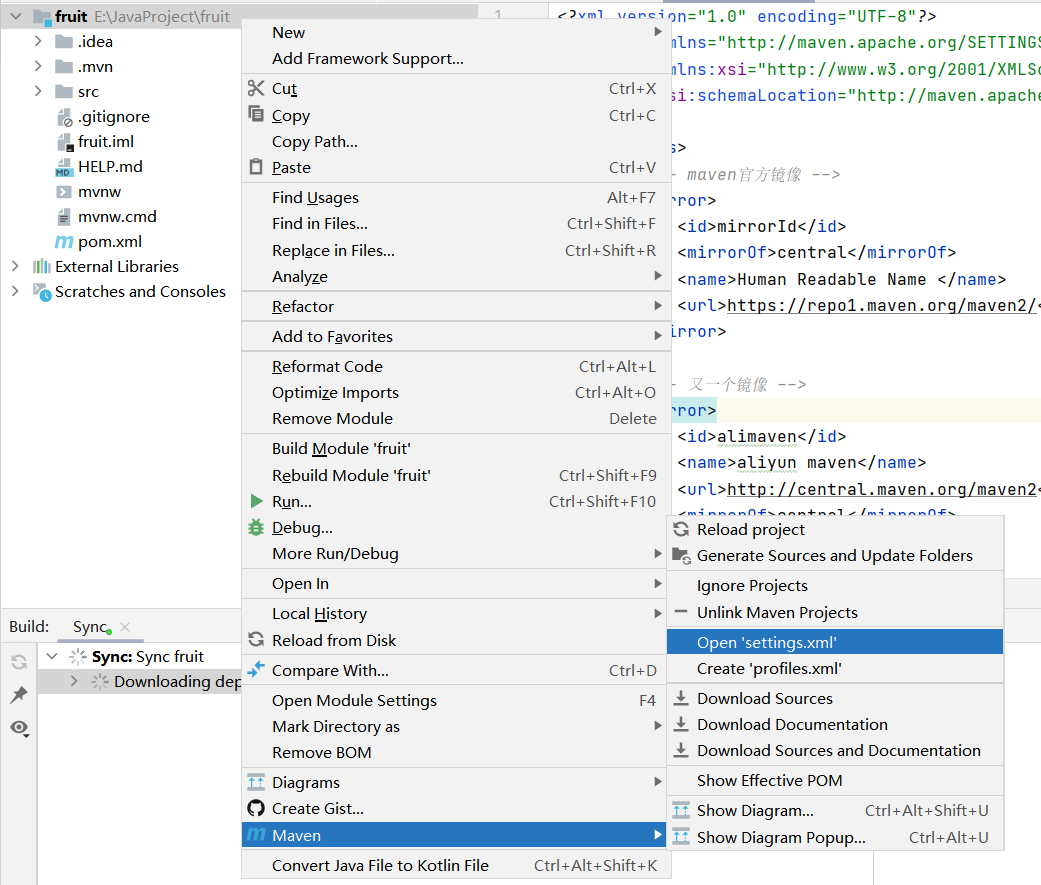 fruit E:\JavaProject\fruit
.idea
.mvn
src
.gitignore
fruit.iml
HELP.md
mvnw
mvnw.cmd
pom.xml
External Libraries
Scratches and Consoles
Build: Sync
Sync: Sync fruit
Downloading dep
New
Add Framework Support...
Cut Ctrl+X
Copy Ctrl+C
Copy Path...
Paste Ctrl+V
Find Usages Alt+F7
Find in Files... Ctrl+Shift+F
Replace in Files... Ctrl+Shift+R
Analyze
Refactor
Add to Favorites
Reformat Code Ctrl+Alt+L
Optimize Imports Ctrl+Alt+O
Remove Module Delete
Build Module 'fruit'
Rebuild Module 'fruit' Ctrl+Shift+F9
Run... Ctrl+Shift+F10
Debug...
More Run/Debug
Open In
Local History
Reload from Disk
Compare With... Ctrl+D
Open Module Settings F4
Mark Directory as
Remove BOM
Diagrams
Create Gist...
Maven
Convert Java File to Kotlin File Ctrl+Alt+Shift+K
1 <?xml version="1.0" encoding="UTF-8"?>
mlns="http://maven.apache.org/SETTINGS
mlns:xsi="http://www.w3.org/2001/XMLSc
si:schemaLocation="http://maven.apache
s>
- maven官方镜像 -->
rror>
<id>mirrorId</id>
<mirrorOf>central</mirrorOf>
<name>Human Readable Name </name>
<url>https://repo1.maven.org/maven2/<
irror>
- 又一个镜像 -->
rror>
<id>alimaven</id>
<name>aliyun maven</name>
<url>http://central.maven.org/maven2<
<mirrorOf>central</mirrorOf>
Reload project
Generate Sources and Update Folders
Ignore Projects
Unlink Maven Projects
Open 'settings.xml'
Create 'profiles.xml'
Download Sources
Download Documentation
Download Sources and Documentation
Show Effective POM
Show Diagram... Ctrl+Alt+Shift+U
Show Diagram Popup... Ctrl+Alt+U